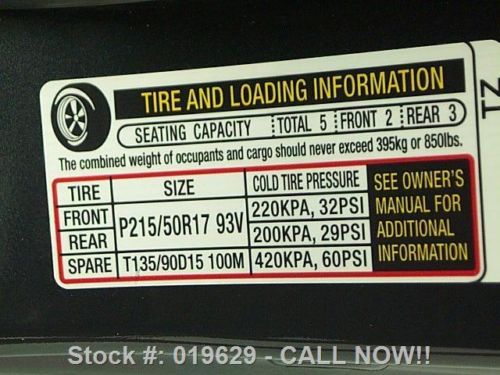 TIRE AND LOADING INFORMATION
SEATING CAPACITY TOTAL 5 FRONT 2 REAR 3
The combined weight of occupants and cargo should never exceed 395kg or 850lbs.
TIRE SIZE COLD TIRE PRESSURE
FRONT P215/50R17 93V 220KPA, 32PSI
REAR 200KPA, 29PSI
SPARE T135/90D15 100M 420KPA, 60PSI
SEE OWNER'S
MANUAL FOR
ADDITIONAL
INFORMATION
TZ
Stock #: 019629 - CALL NOW!!